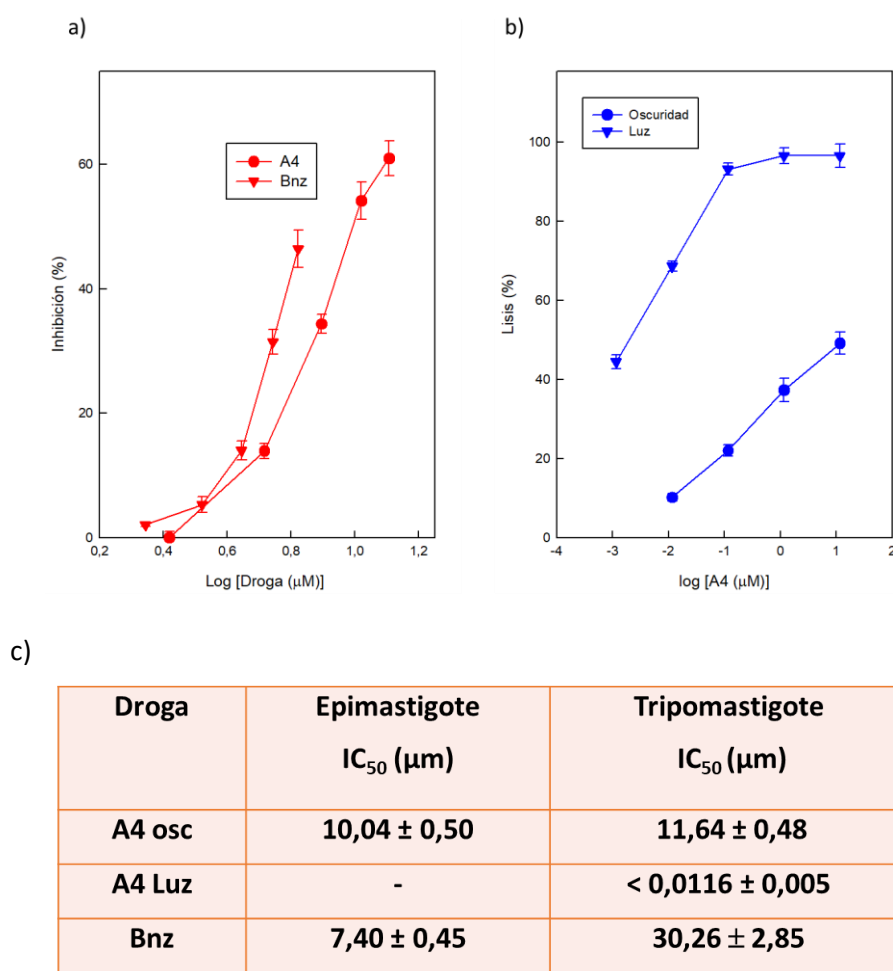 a)
b)
A4
Bnz
Inhibición (%)
60
40
20
0
0,2 0,4 0,6 0,8 1,0 1,2
Log [Droga (μM)]
Oscuridad
Luz
Lisis (%)
100
80
60
40
20
0
-4 -3 -2 -1 0 1 2
log [A4 (μM)]
c)
Droga Epimastigote Tripomastigote
IC50 (μm) IC50 (μm)
A4 osc 10,04 ± 0,50 11,64 ± 0,48
A4 Luz - < 0,0116 ± 0,005
Bnz 7,40 ± 0,45 30,26 ± 2,85